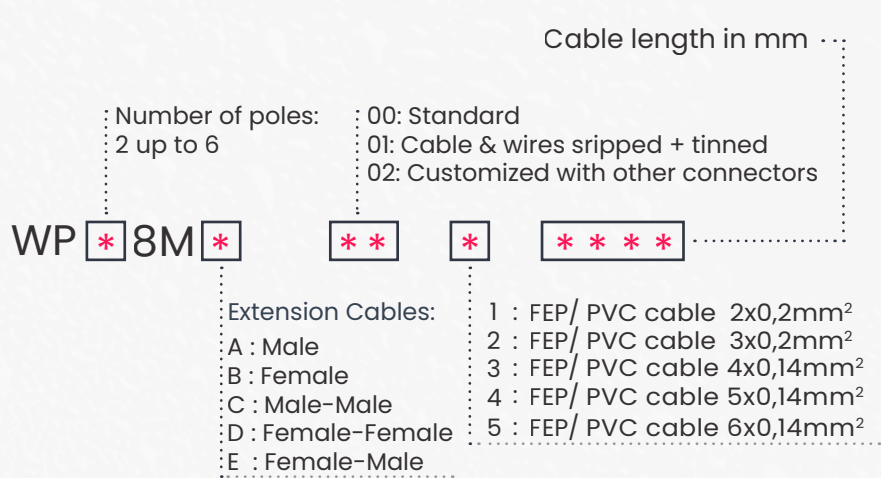 Cable length in mm
Number of poles:
2 up to 6
00: Standard
01: Cable & wires sripped + tinned
02: Customized with other connectors
WP * 8M * ** * ****
Extension Cables:
A : Male
B : Female
C : Male-Male
D : Female-Female
E : Female-Male
1 : FEP/ PVC cable 2x0,2mm²
2 : FEP/ PVC cable 3x0,2mm²
3 : FEP/ PVC cable 4x0,14mm²
4 : FEP/ PVC cable 5x0,14mm²
5 : FEP/ PVC cable 6x0,14mm²